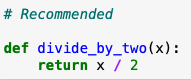 # Recommended
def divide_by_two(x):
    return x / 2